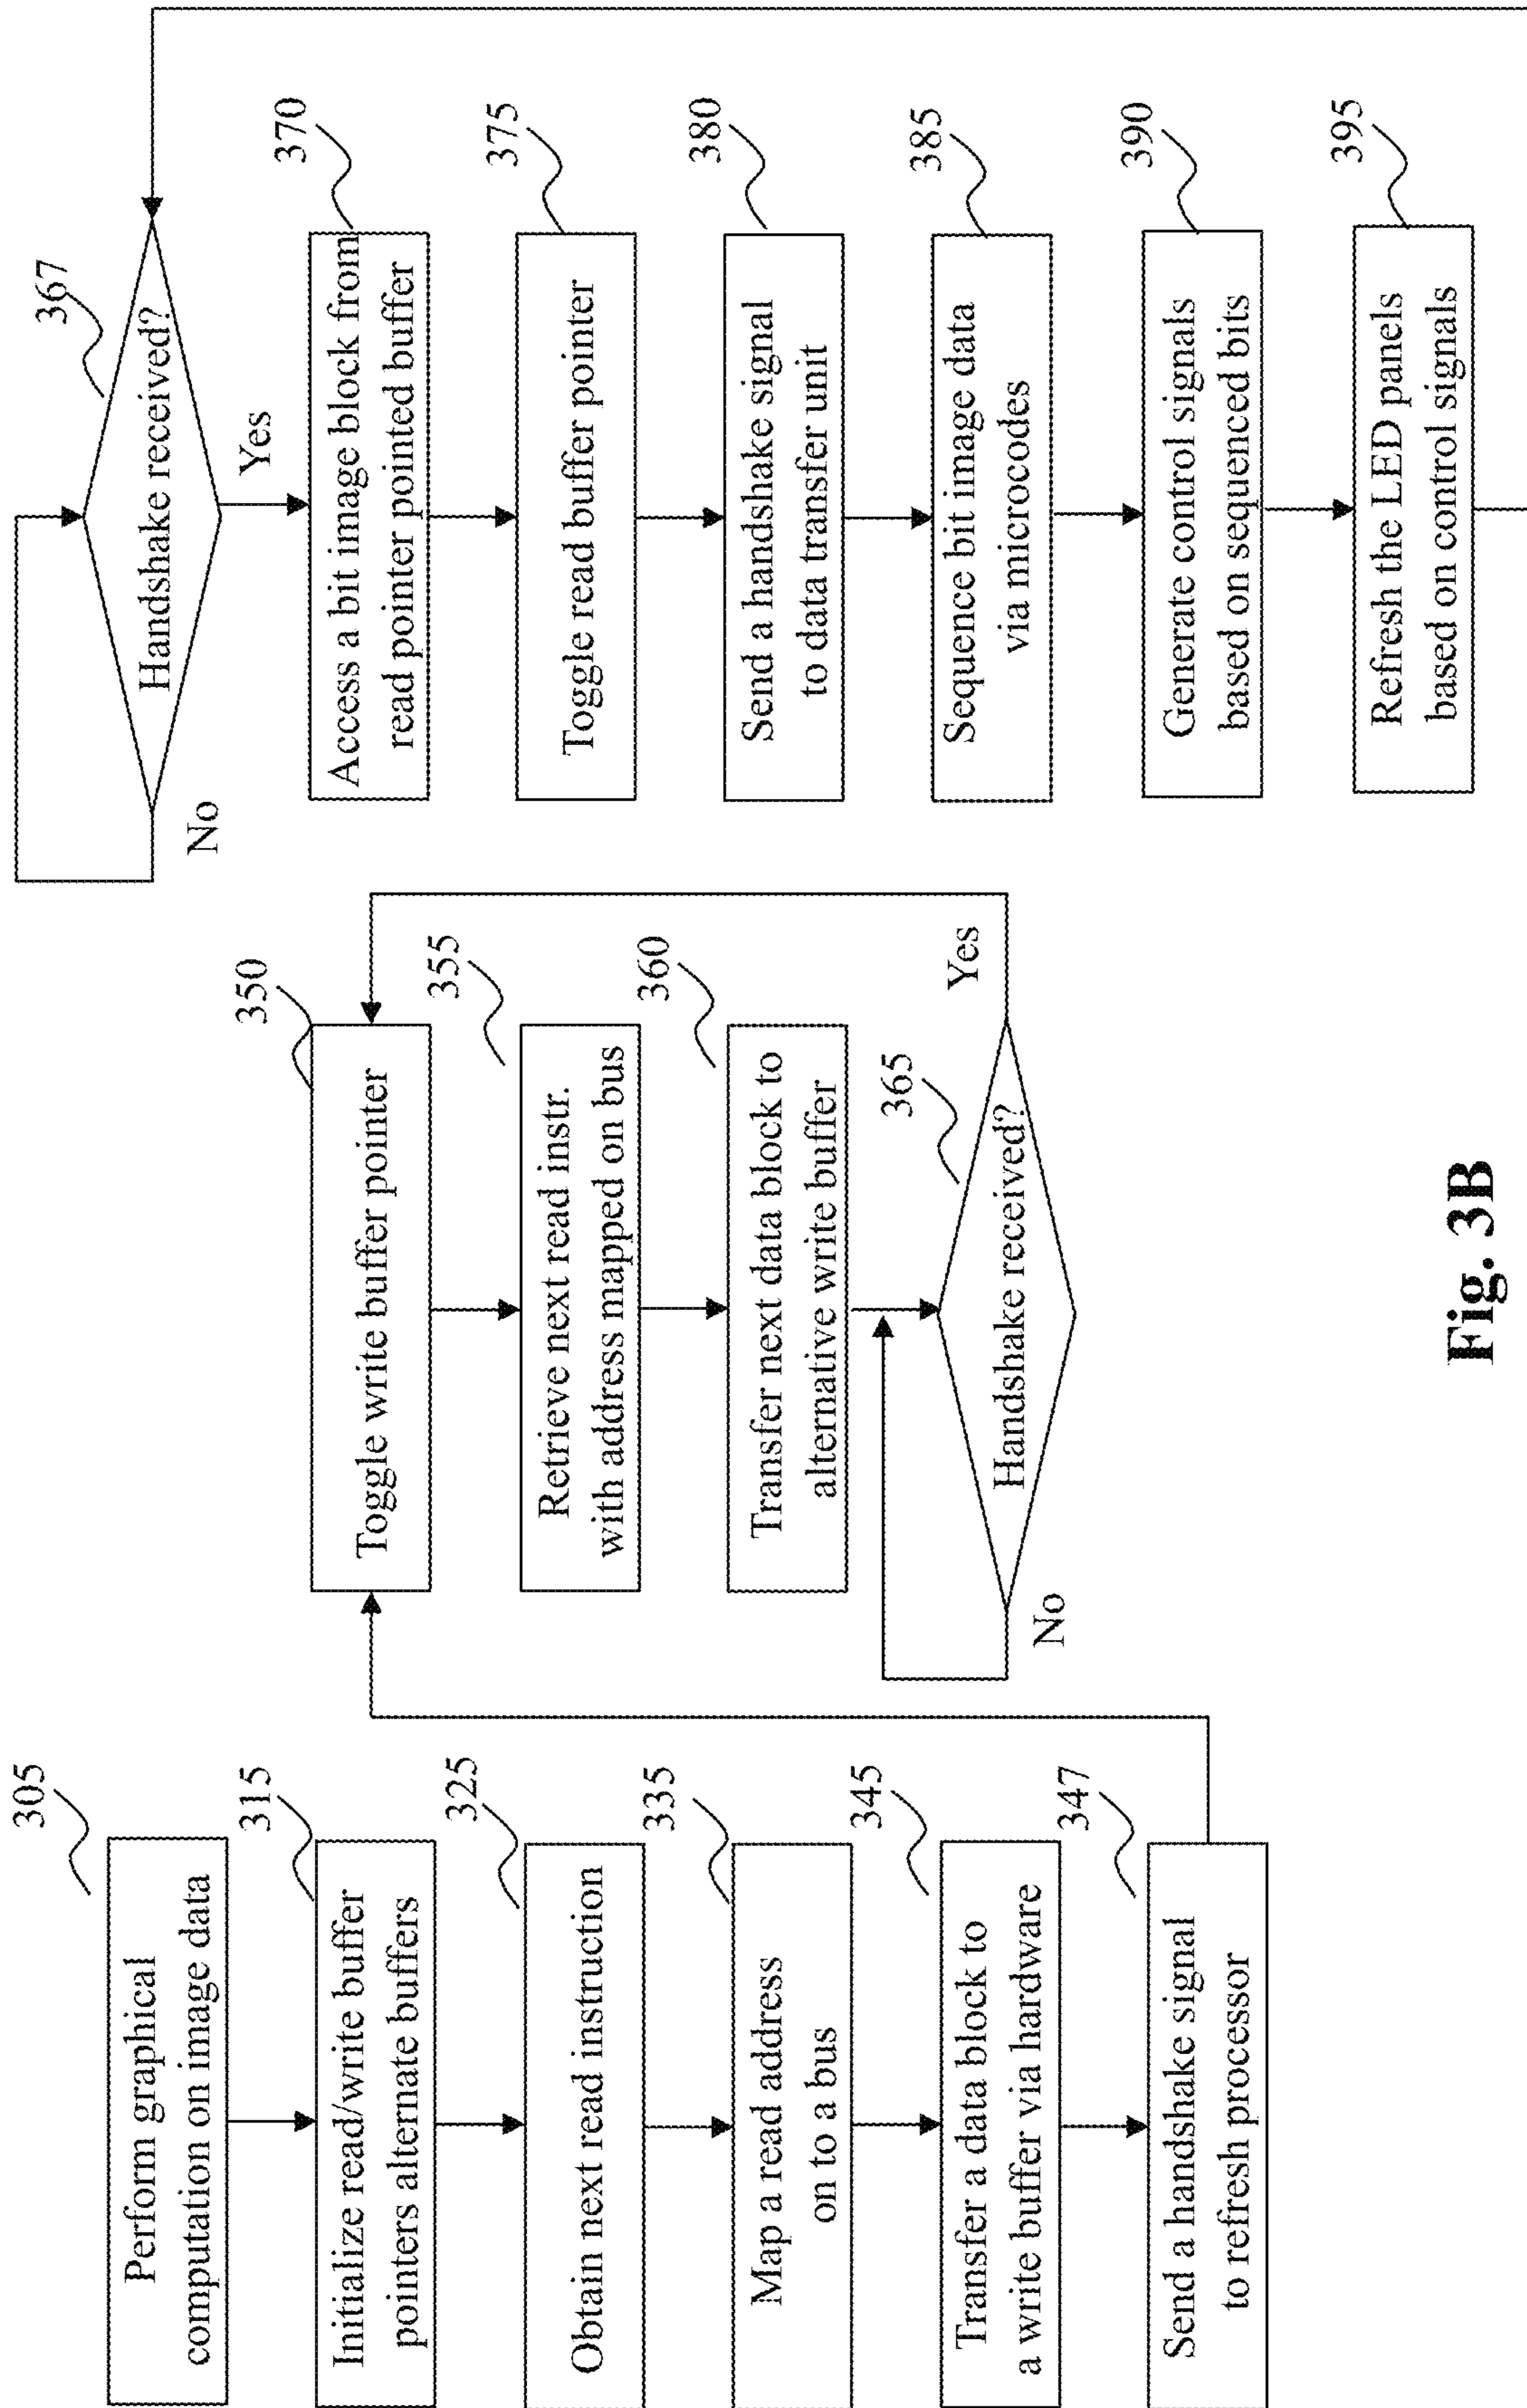 305
Perform graphical
computation on image data
315
Initialize read/write buffer
pointers alternate buffers
325
Obtain next read instruction
335
Map a read address
on to a bus
345
Transfer a data block to
a write buffer via hardware
347
Send a handshake signal
to refresh processor
350
Toggle write buffer pointer
355
Retrieve next read instr.
with address mapped on bus
360
Transfer next data block to
alternative write buffer
365
Handshake received?
Yes
No
367
Handshake received?
No
Yes
370
Access a bit image block from
read pointer pointed buffer
375
Toggle read buffer pointer
380
Send a handshake signal
to data transfer unit
385
Sequence bit image data
via microcodes
390
Generate control signals
based on sequenced bits
395
Refresh the LED panels
based on control signals
Fig. 3B